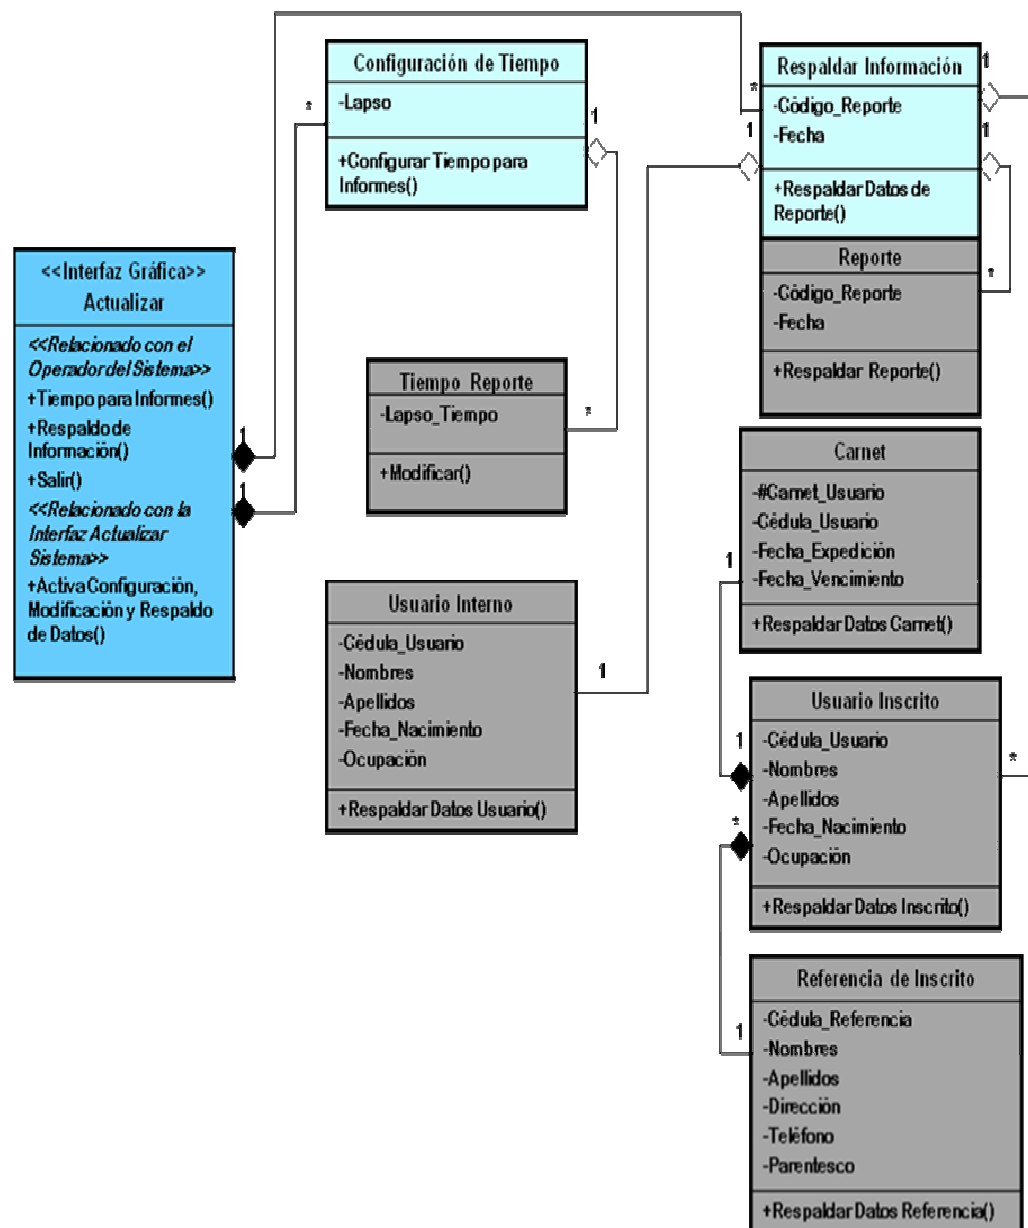 Configuración de Tiempo
-Lapso
+Configurar Tiempo para
Informes()
*
1
Respaldar Información
-Código_Reporte
-Fecha
+Respaldar Datos de
Reporte()
*
1
1
1
Reporte
-Código_Reporte
-Fecha
+Respaldar Reporte()
*
<<Interfaz Gráfica>>
Actualizar
<<Relacionado con el
Operador del Sistema>>
+Tiempo para Informes()
+Respaldo de
Información()
+Salir()
<<Relacionado con la
Interfaz Actualizar
Sistema>>
+Activa Configuración,
Modificación y Respaldo
de Datos()
1
1
Tiempo Reporte
-Lapso_Tiempo
+Modificar()
*
Carnet
-#Carnet_Usuario
-Cédula_Usuario
-Fecha_Expedición
-Fecha_Vencimiento
+Respaldar Datos Carnet()
1
Usuario Interno
-Cédula_Usuario
-Nombres
-Apellidos
-Fecha_Nacimiento
-Ocupación
+Respaldar Datos Usuario()
1
Usuario Inscrito
-Cédula_Usuario
-Nombres
-Apellidos
-Fecha_Nacimiento
-Ocupación
+Respaldar Datos Inscrito()
1
*
*
Referencia de Inscrito
-Cédula_Referencia
-Nombres
-Apellidos
-Dirección
-Teléfono
-Parentesco
+Respaldar Datos Referencia()
1